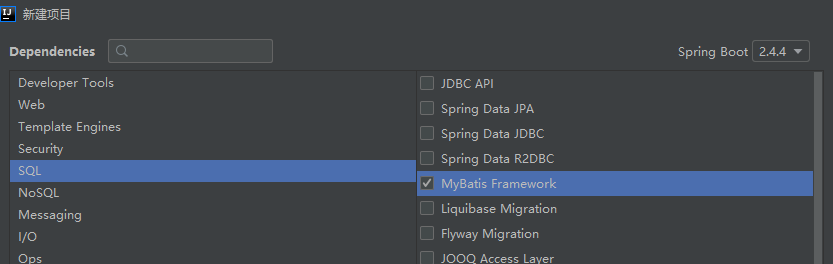 IJ 新建项目
Dependencies Spring Boot 2.4.4
Developer Tools
Web
Template Engines
Security
SQL
NoSQL
Messaging
I/O
Ops
JDBC API
Spring Data JPA
Spring Data JDBC
Spring Data R2DBC
MyBatis Framework
Liquibase Migration
Flyway Migration
JOOQ Access Layer